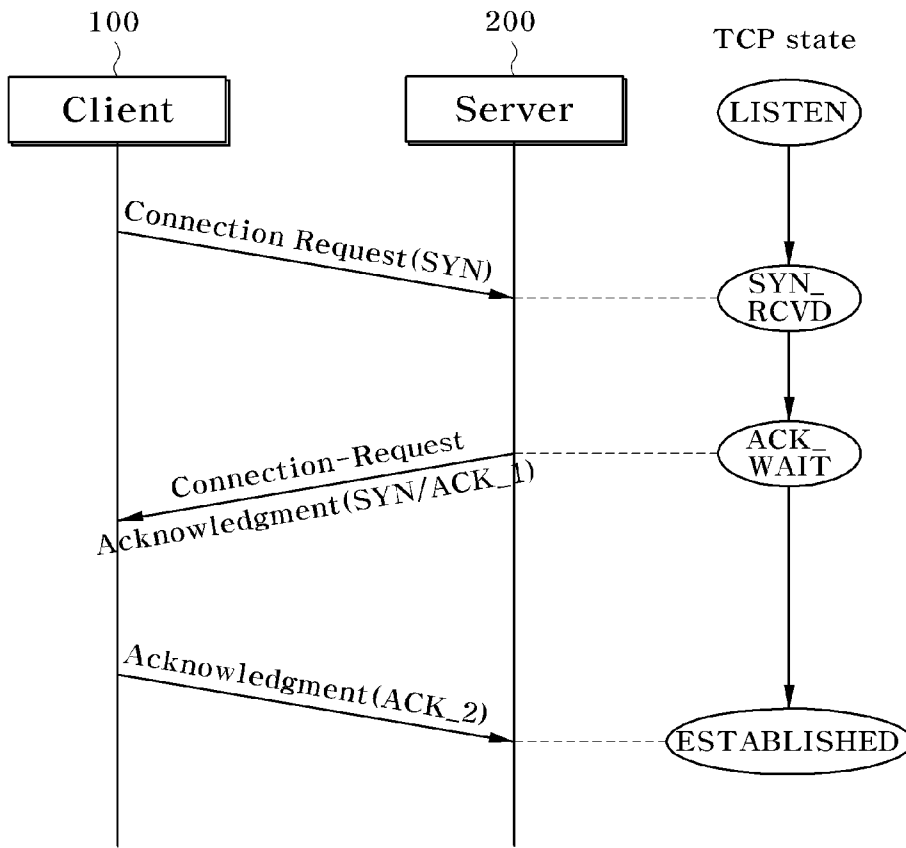 100
200
TCP state
Client
Server
LISTEN
Connection Request(SYN)
SYN_
RCVD
ACK_
WAIT
Connection-Request
Acknowledgment(SYN/ACK_1)
Acknowledgment(ACK_2)
ESTABLISHED